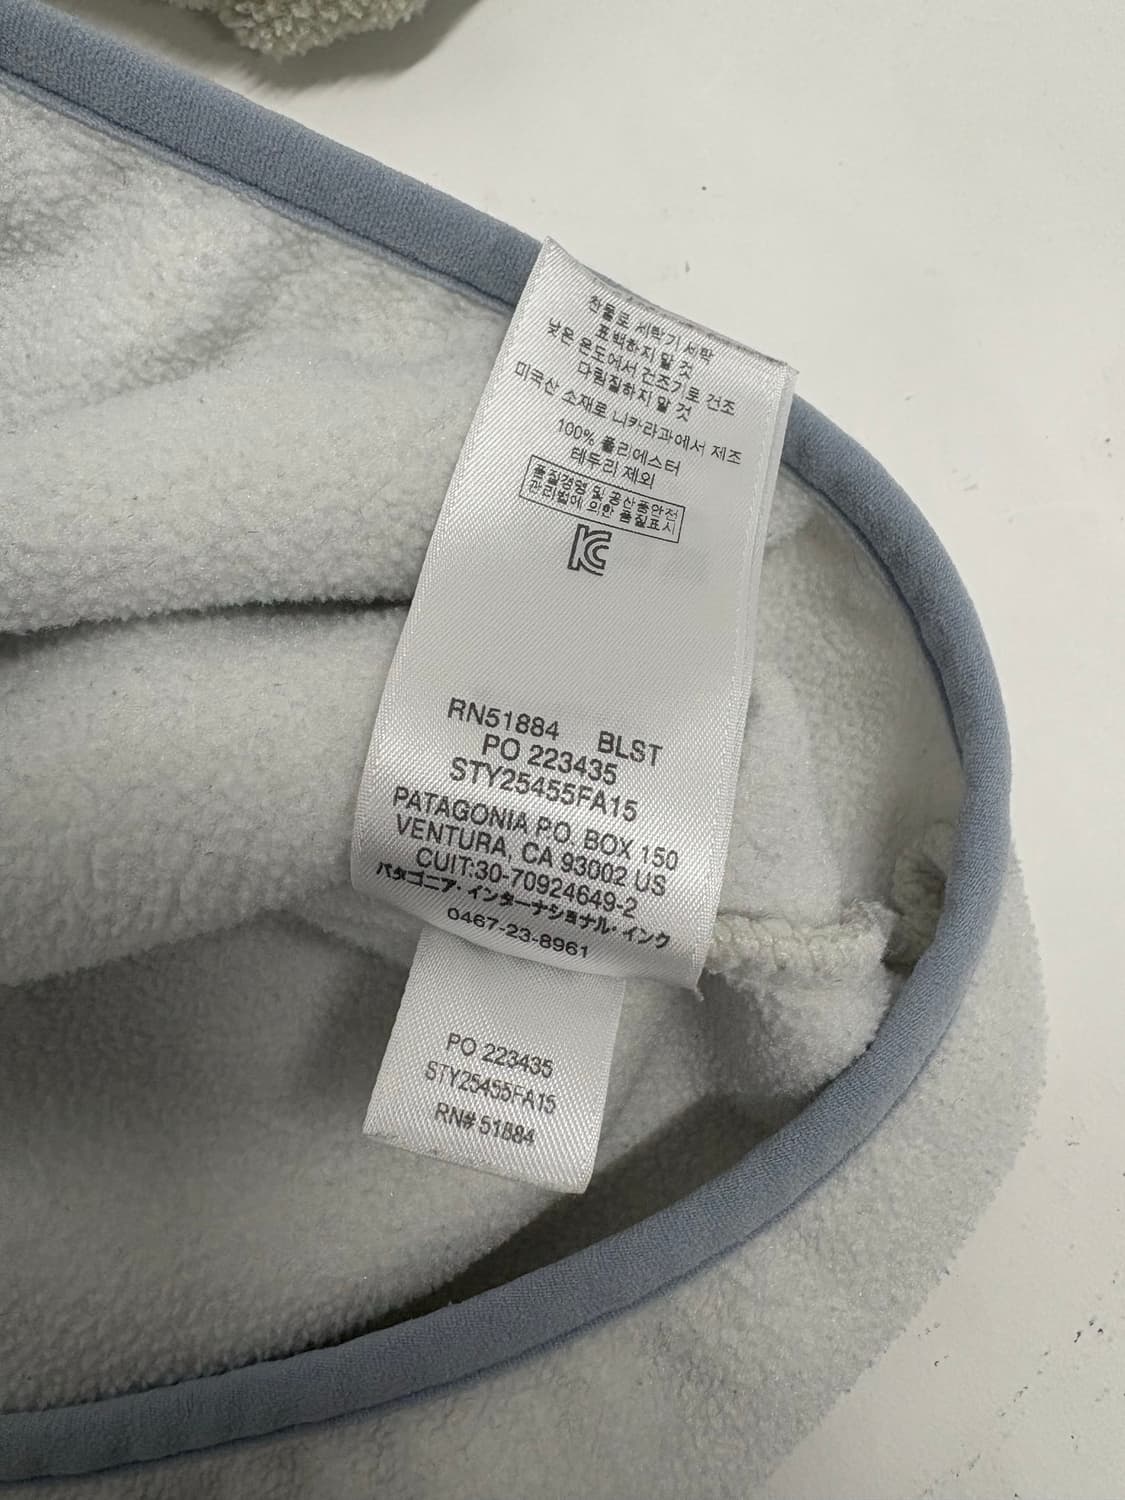 찬물로 세탁기 세탁
표백하지 말 것
낮은 온도에서 건조기로 건조
다림질하지 말 것
미국산 소재로 니카라과에서 제조
100% 폴리에스터
테두리 제외
품질경영 및 공산품안전
관리법에 의한 품질표시
KC
RN51884 BLST
PO 223435
STY25455FA15
PATAGONIA PO. BOX 150
VENTURA, CA 93002 US
CUIT:30-70924649-2
パタゴニア・インターナショナル・インク
0467-23-8961
PO 223435
STY25455FA15
RN# 51884